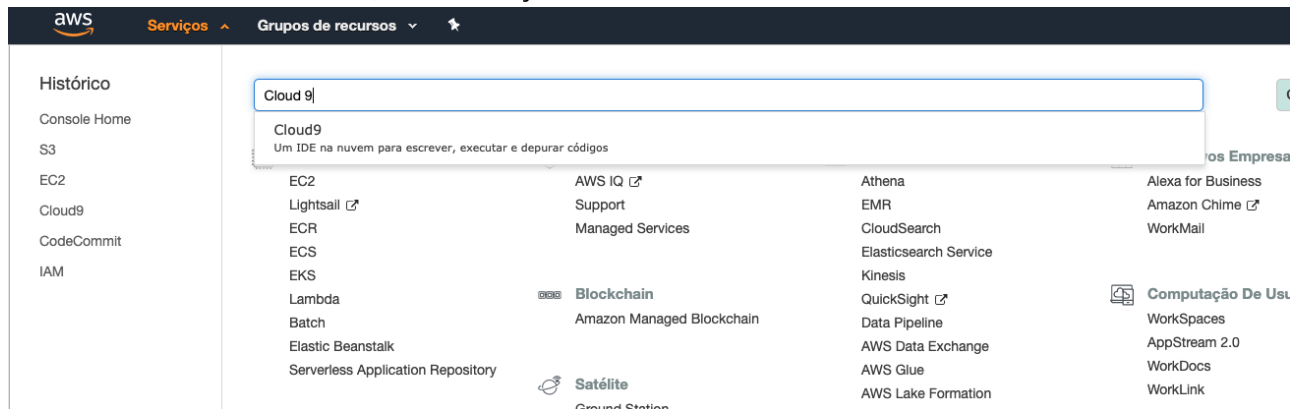 aws
Serviços
Grupos de recursos
Histórico
Console Home
S3
EC2
Cloud9
CodeCommit
IAM
Cloud 9
Cloud9
Um IDE na nuvem para escrever, executar e depurar códigos
EC2
Lightsail
ECR
ECS
EKS
Lambda
Batch
Elastic Beanstalk
Serverless Application Repository
AWS IQ
Support
Managed Services
Blockchain
Amazon Managed Blockchain
Satélite
Ground Station
Athena
EMR
CloudSearch
Elasticsearch Service
Kinesis
QuickSight
Data Pipeline
AWS Data Exchange
AWS Glue
AWS Lake Formation
Alexa for Business
Amazon Chime
WorkMail
Computação De
WorkSpaces
AppStream 2.0
WorkDocs
WorkLink